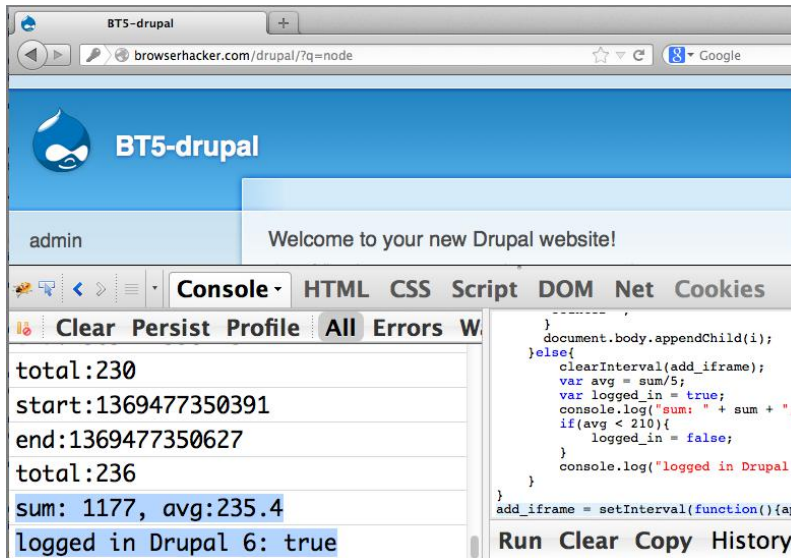 BT5-drupal
browserhacker.com/drupal/?q=node
Google
BT5-drupal
admin
Welcome to your new Drupal website!
Console HTML CSS Script DOM Net Cookies
Clear Persist Profile All Errors
total:230
start:1369477350391
end:1369477350627
total:236
sum: 1177, avg:235.4
logged in Drupal 6: true
}
document.body.appendChild(i);
}else{
clearInterval(add_iframe);
var avg = sum/5;
var logged_in = true;
console.log("sum: " + sum + "
if(avg < 210){
logged_in = false;
}
console.log("logged in Drupal
}
}
add_iframe = setInterval(function(){
Run Clear Copy History